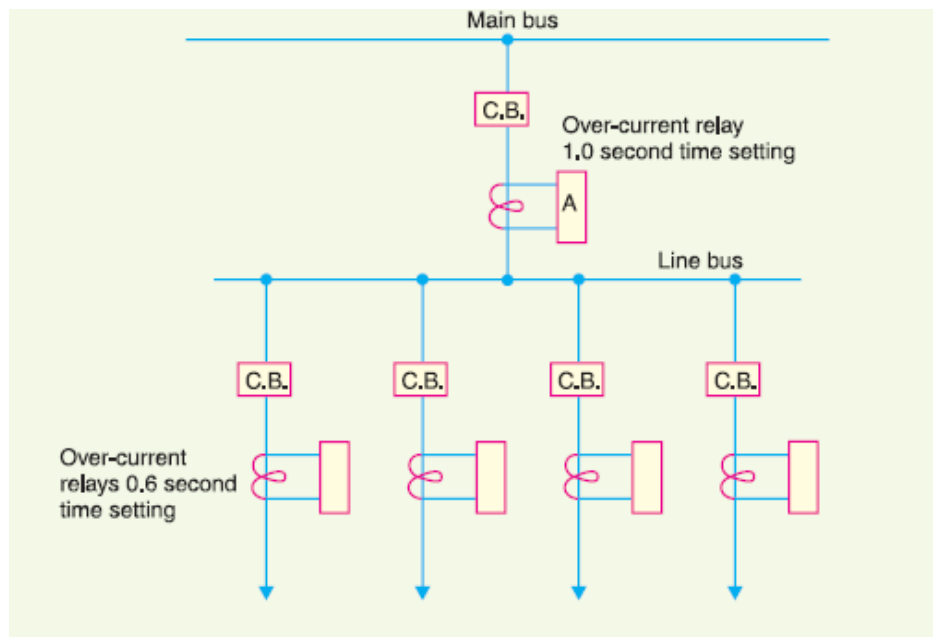 Main bus
C.B.
Over-current relay
1.0 second time setting
A
Line bus
C.B.
C.B.
C.B.
C.B.
Over-current
relays 0.6 second
time setting